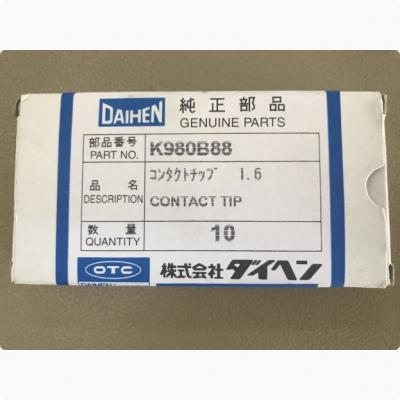 DAIHEN 純正部品
GENUINE PARTS
部品番号
PART NO. K980B88
コンタクトチップ 1.6
品名
DESCRIPTION CONTACT TIP
数量
QUANTITY 10
OTC 株式会社ダイヘン
DAIHEN